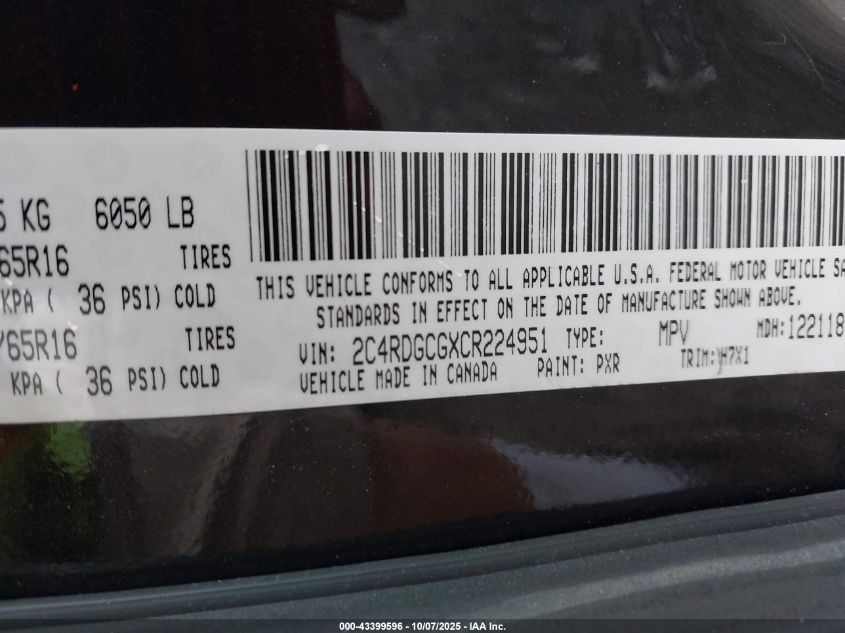 5 KG 6050 LB
65R16 TIRES
KPA ( 36 PSI) COLD
/65R16 TIRES
KPA ( 36 PSI) COLD
THIS VEHICLE CONFORMS TO ALL APPLICABLE U.S.A. FEDERAL MOTOR VEHICLE SA
STANDARDS IN EFFECT ON THE DATE OF MANUFACTURE SHOWN ABOVE.
VIN: 2C4RDGCGXCR224951 TYPE: MPV MDH:122118
VEHICLE MADE IN CANADA PAINT: PXR TRIM: H7X1
000-43399596 - 10/07/2025 - IAA Inc.